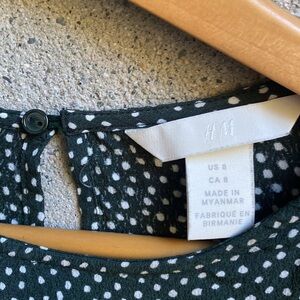 H&M
US 8
CA 8
MADE IN
MYANMAR
FABRIQUÉ EN
BIRMANIE